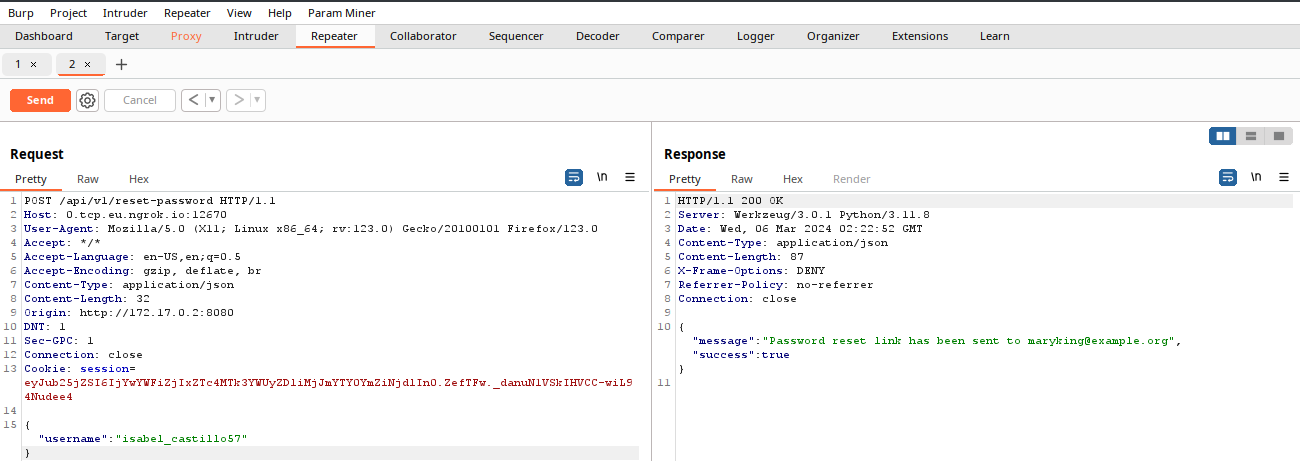 Burp Project Intruder Repeater View Help Param Miner
Dashboard Target Proxy Intruder Repeater Collaborator Sequencer Decoder Comparer Logger Organizer Extensions Learn
1 × 2 × +
Send Cancel < ▼ > ▼
Request
Pretty Raw Hex \n
1 POST /api/v1/reset-password HTTP/1.1
2 Host: 0.tcp.eu.ngrok.io:12670
3 User-Agent: Mozilla/5.0 (X11; Linux x86_64; rv:123.0) Gecko/20100101 Firefox/123.0
4 Accept: */*
5 Accept-Language: en-US,en;q=0.5
6 Accept-Encoding: gzip, deflate, br
7 Content-Type: application/json
8 Content-Length: 32
9 Origin: http://172.17.0.2:8080
10 DNT: 1
11 Sec-GPC: 1
12 Connection: close
13 Cookie: session=
eyJub25jZSI6IjYwYWFiZjIxZTc4MTk3YWUyZDliMjJmYTY0YmZiNjdlIn0.ZefTFw._danuNlVSkIHVCC-wiL9
4Nudee4
14
15 {
"username":"isabel_castillo57"
}
Response
Pretty Raw Hex Render \n
1 HTTP/1.1 200 OK
2 Server: Werkzeug/3.0.1 Python/3.11.8
3 Date: Wed, 06 Mar 2024 02:22:52 GMT
4 Content-Type: application/json
5 Content-Length: 87
6 X-Frame-Options: DENY
7 Referrer-Policy: no-referrer
8 Connection: close
9
10 {
"message":"Password reset link has been sent to maryking@example.org",
"success":true
}
11